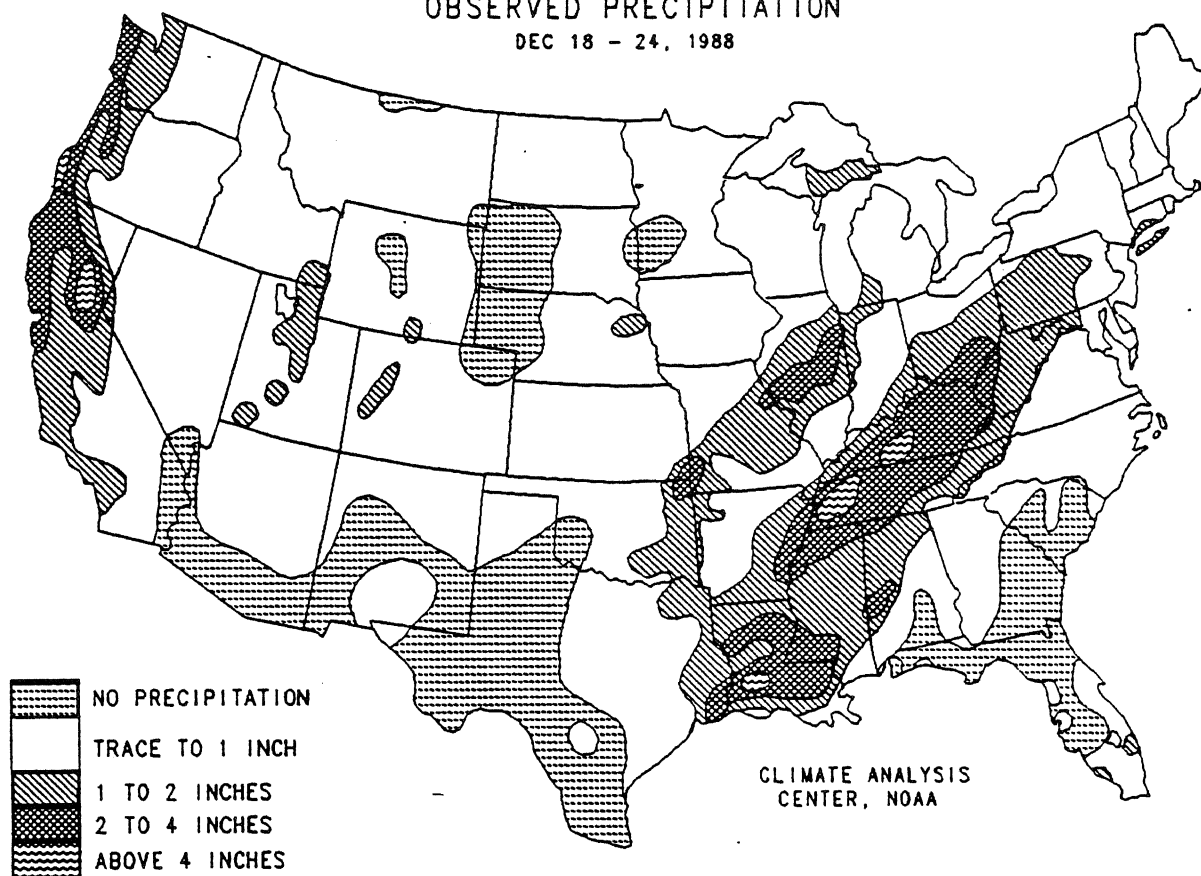 OBSERVED PRECIPITATION
DEC 18 - 24, 1988
NO PRECIPITATION
TRACE TO 1 INCH
1 TO 2 INCHES
2 TO 4 INCHES
ABOVE 4 INCHES
CLIMATE ANALYSIS
CENTER, NOAA